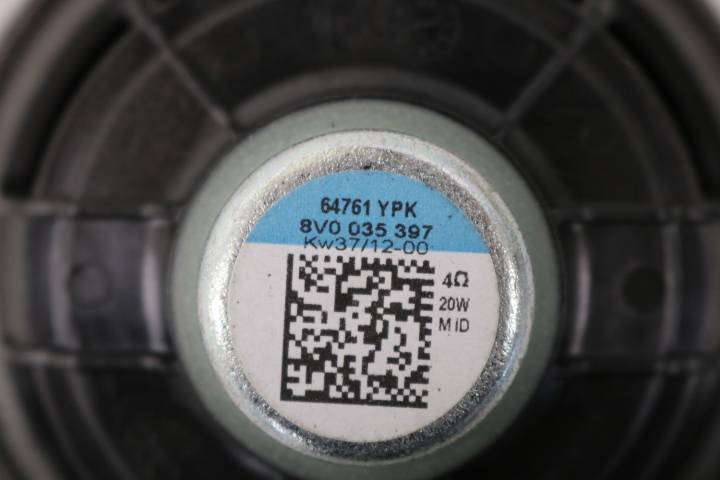 64761 YPK
8V0 035 397
Kw37/12-00
4Ω
20W
MID